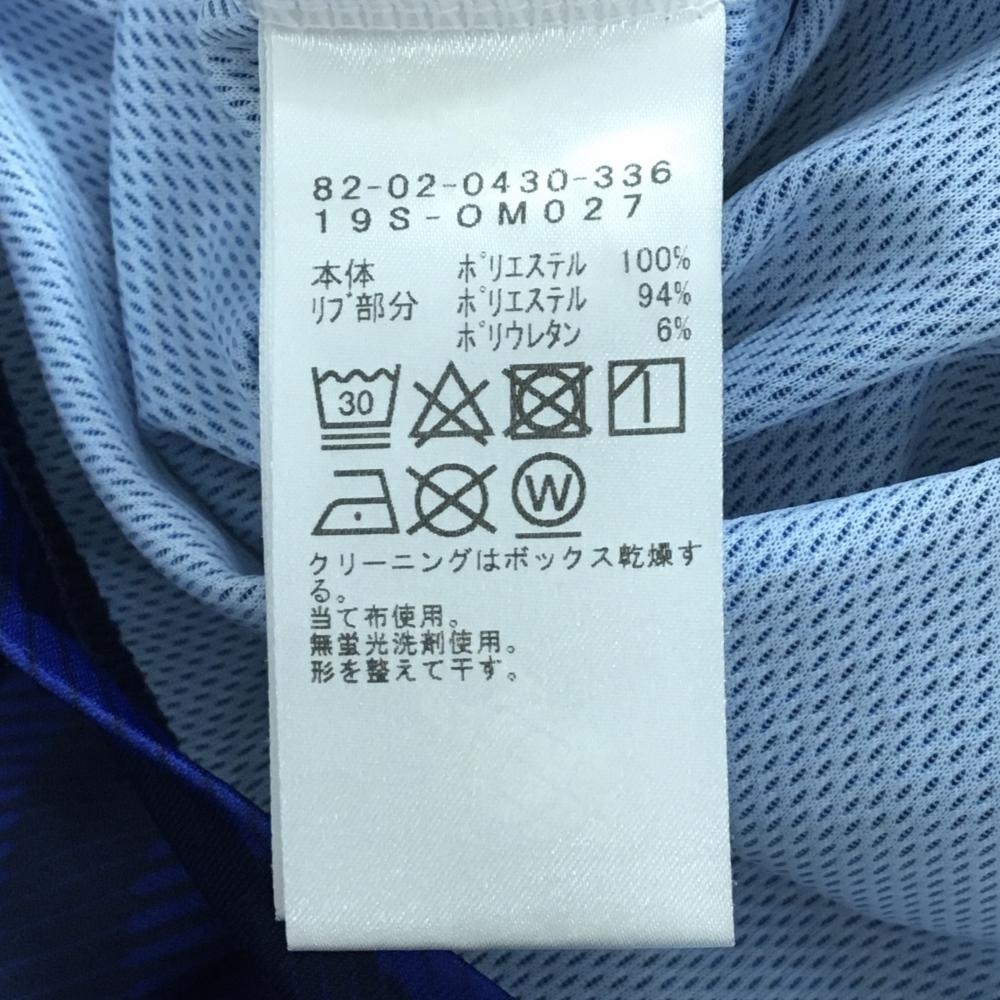 82-02-0430-336
19S-OM027
本体 ポリエステル 100%
リブ部分 ポリエステル 94%
ポリウレタン 6%
30
W
クリーニングはボックス乾燥す
る。
当て布使用。
無蛍光洗剤使用。
形を整えて干す。